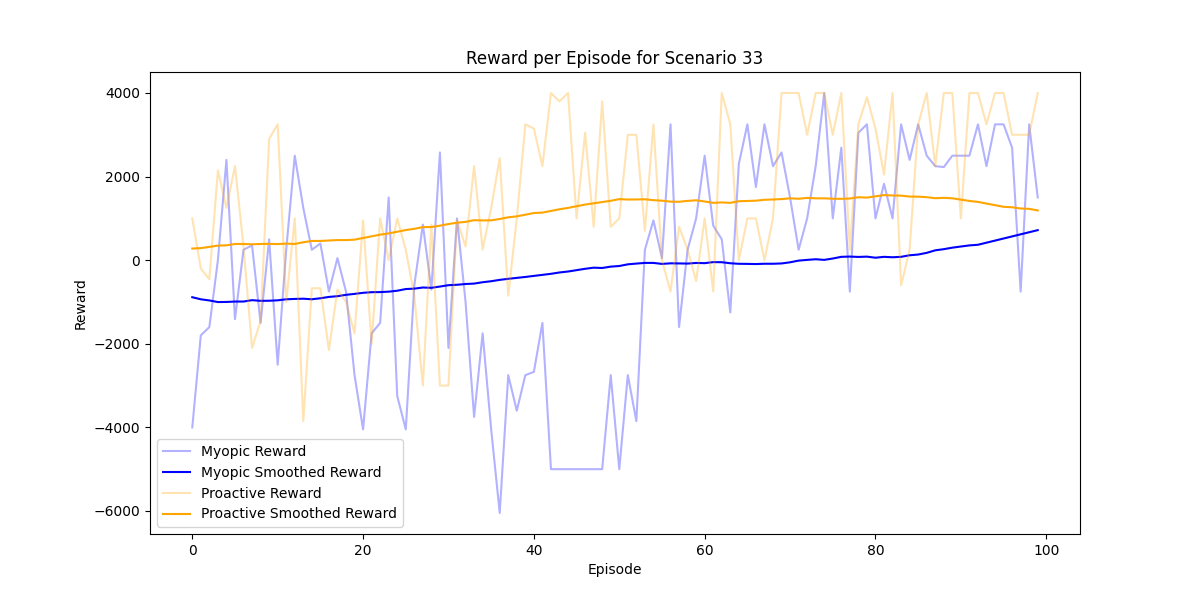 Reward per Episode for Scenario 33
Reward
4000
2000
0
−2000
−4000
−6000
Myopic Reward
Myopic Smoothed Reward
Proactive Reward
Proactive Smoothed Reward
0 20 40 60 80 100
Episode